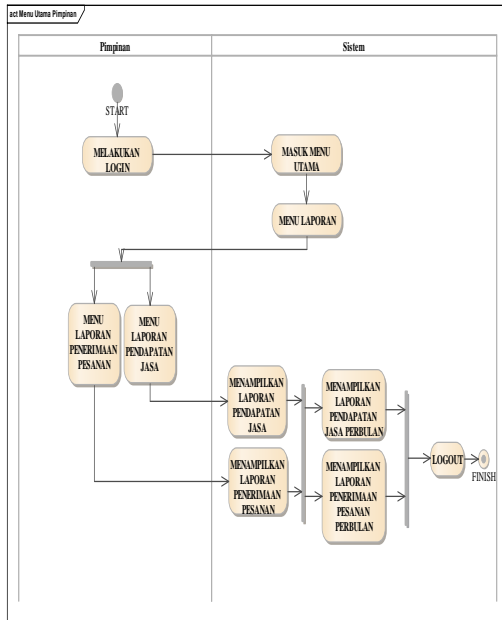 act Menu Utama Pimpinan
Pimpinan
Sistem
START
MELAKUKAN
LOGIN
MASUK MENU
UTAMA
MENU LAPORAN
MENU
LAPORAN
PENERIMAAN
PESANAN
MENU
LAPORAN
PENDAPATAN
JASA
MENAMPILKAN
LAPORAN
PENDAPATAN
JASA
MENAMPILKAN
LAPORAN
PENDAPATAN
JASA PERBULAN
MENAMPILKAN
LAPORAN
PENERIMAAN
PESANAN
MENAMPILKAN
LAPORAN
PENERIMAAN
PESANAN
PERBULAN
LOGOUT
FINISH